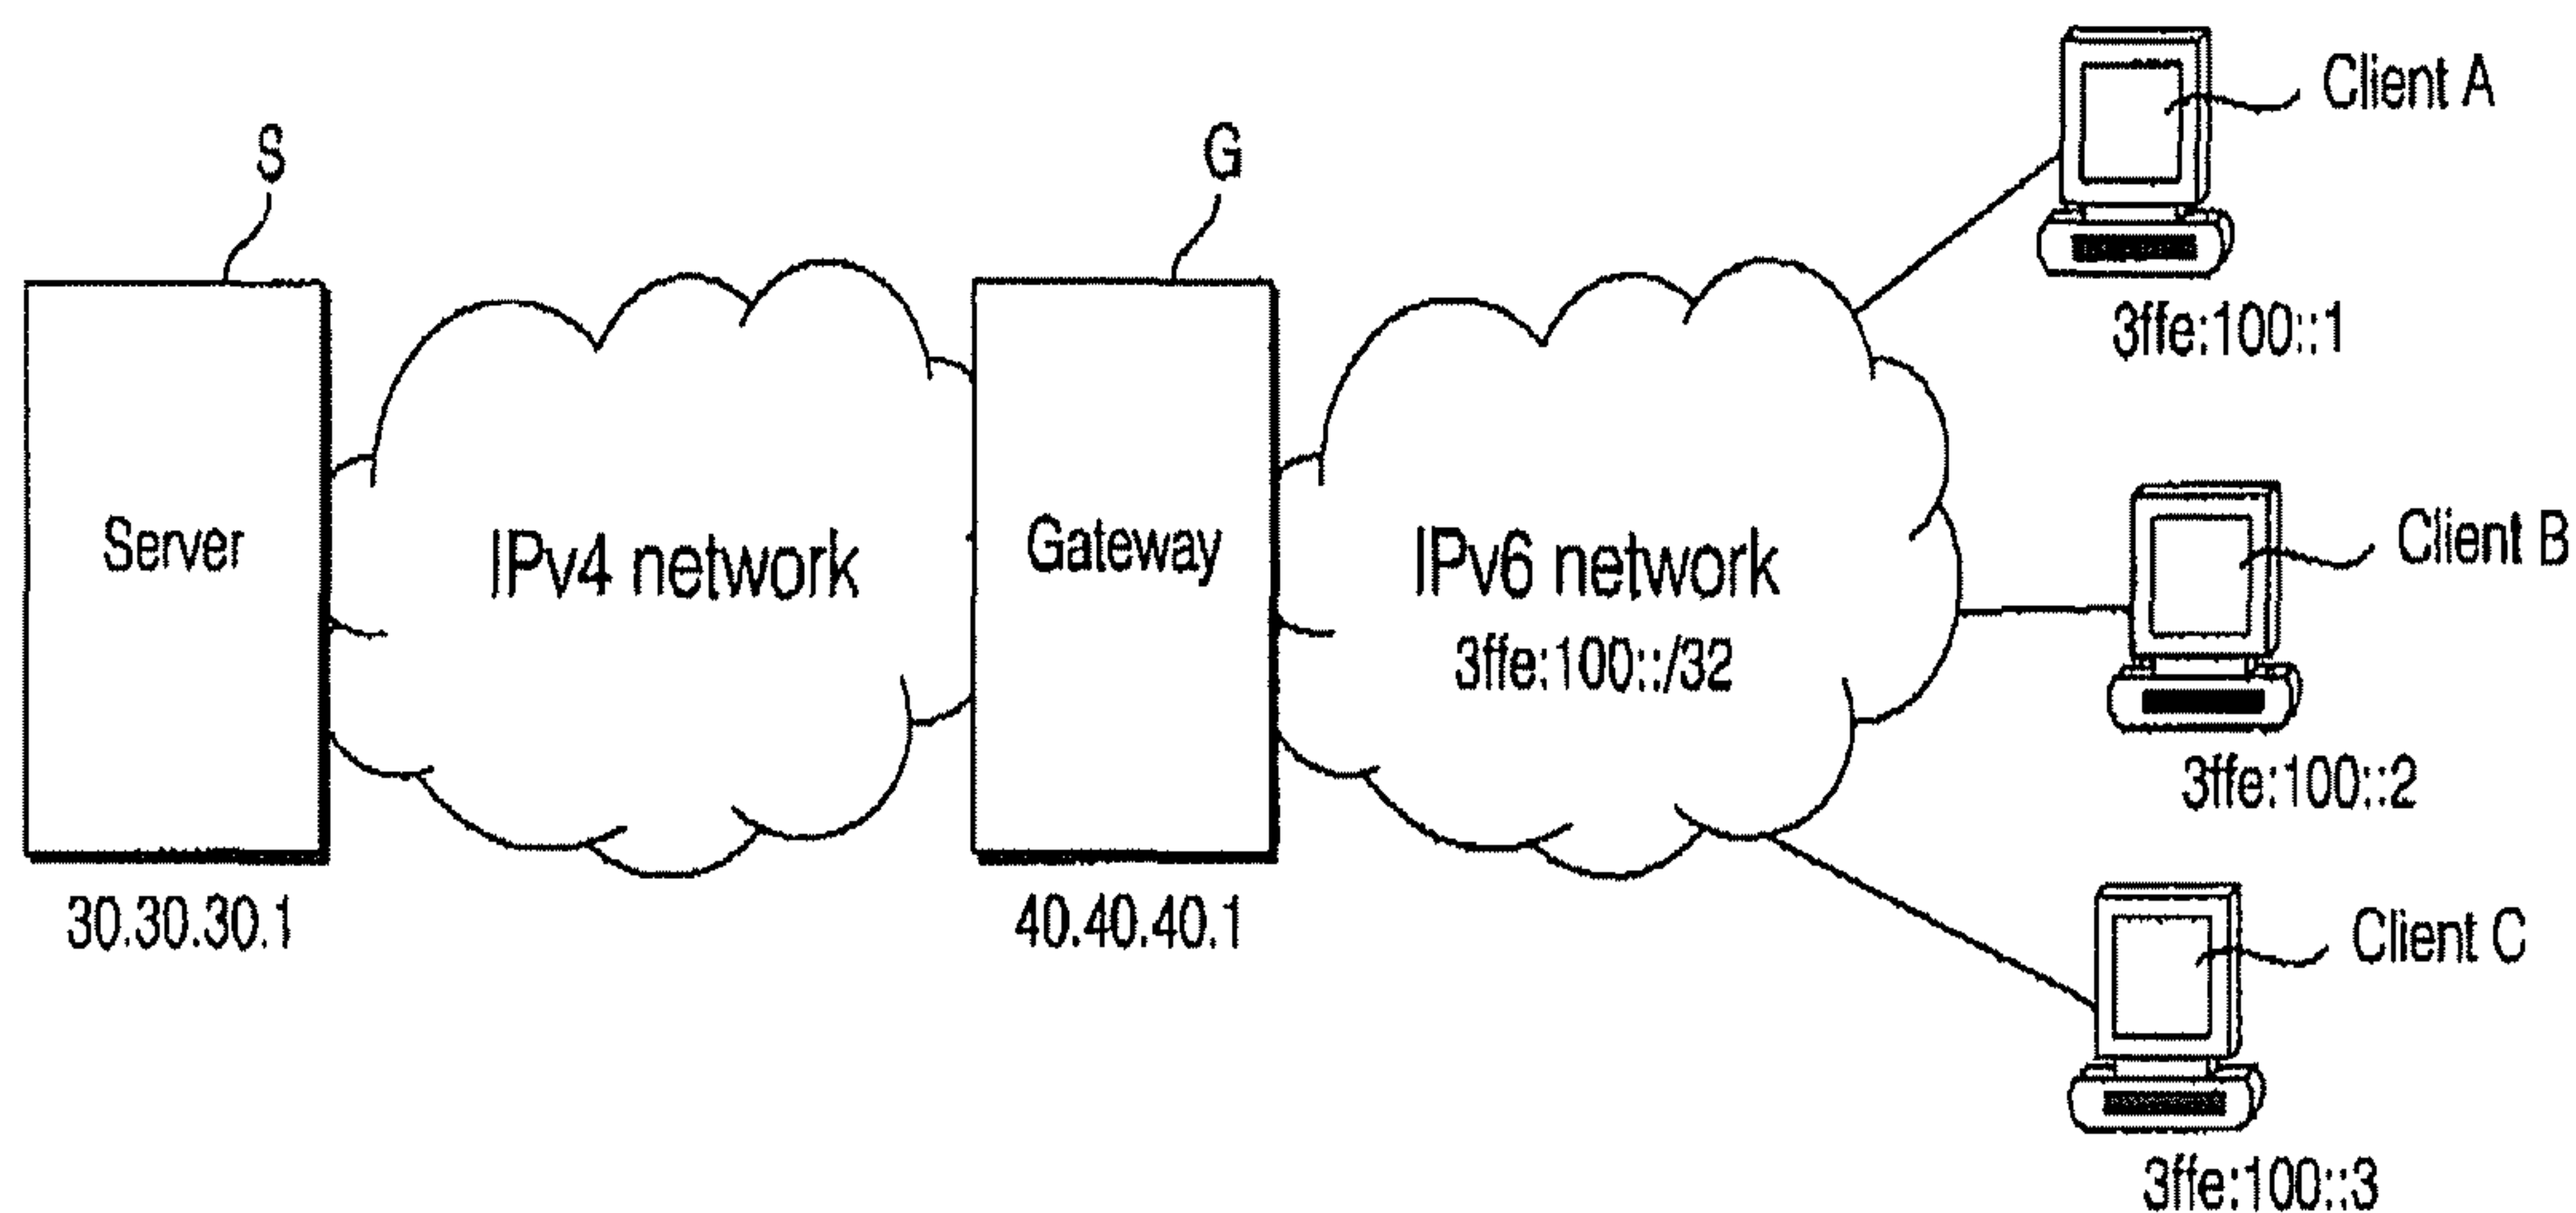 S
G
Client A
3ffe:100::1
Server
IPv4 network
Gateway
IPv6 network
3ffe:100::/32
Client B
3ffe:100::2
30.30.30.1
40.40.40.1
Client C
3ffe:100::3